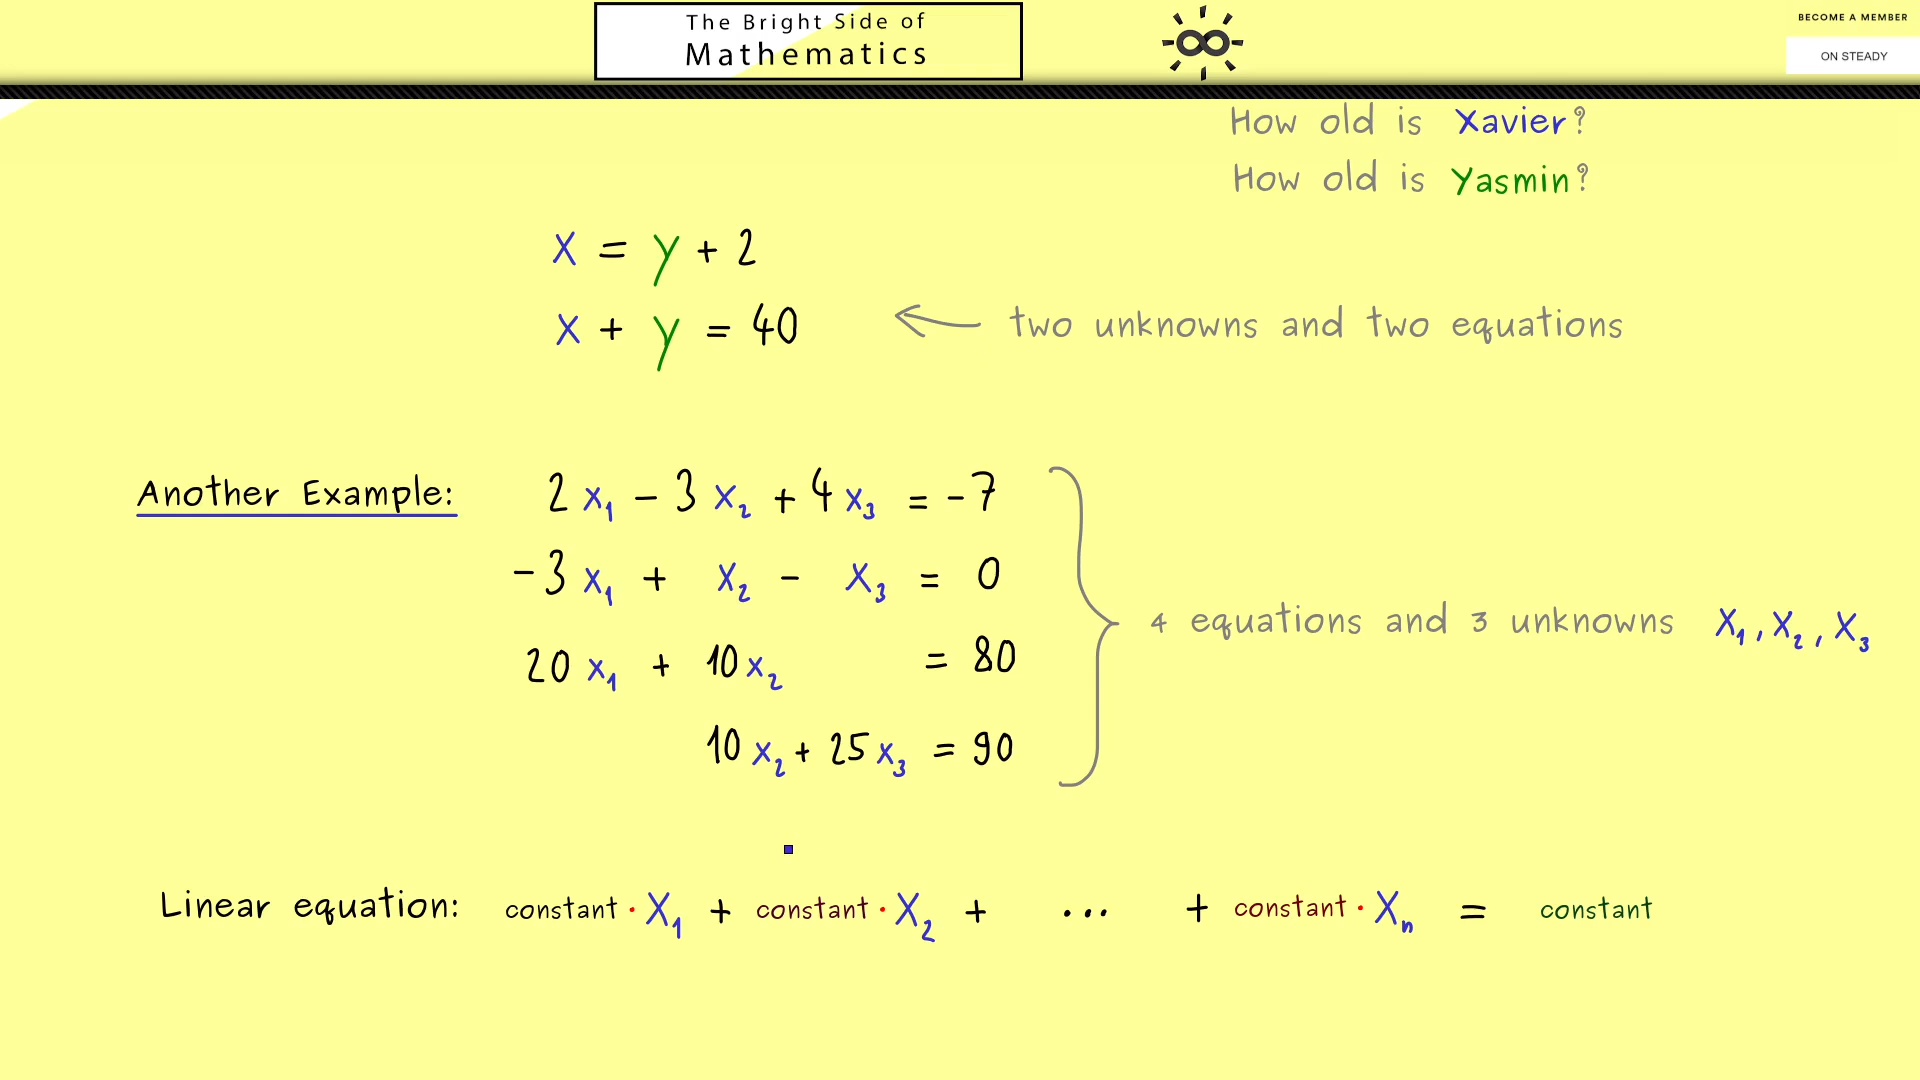 The Bright Side of
Mathematics
BECOME A MEMBER
ON STEADY
How old is Xavier?
How old is Yasmin?
x = y + 2
x + y = 40
two unknowns and two equations
Another Example:
2 x₁ − 3 x₂ + 4 x₃ = −7
−3 x₁ + x₂ − x₃ = 0
20 x₁ + 10 x₂ = 80
10 x₂ + 25 x₃ = 90
4 equations and 3 unknowns x₁, x₂, x₃
Linear equation: constant · x₁ + constant · x₂ + ... + constant · xₙ = constant